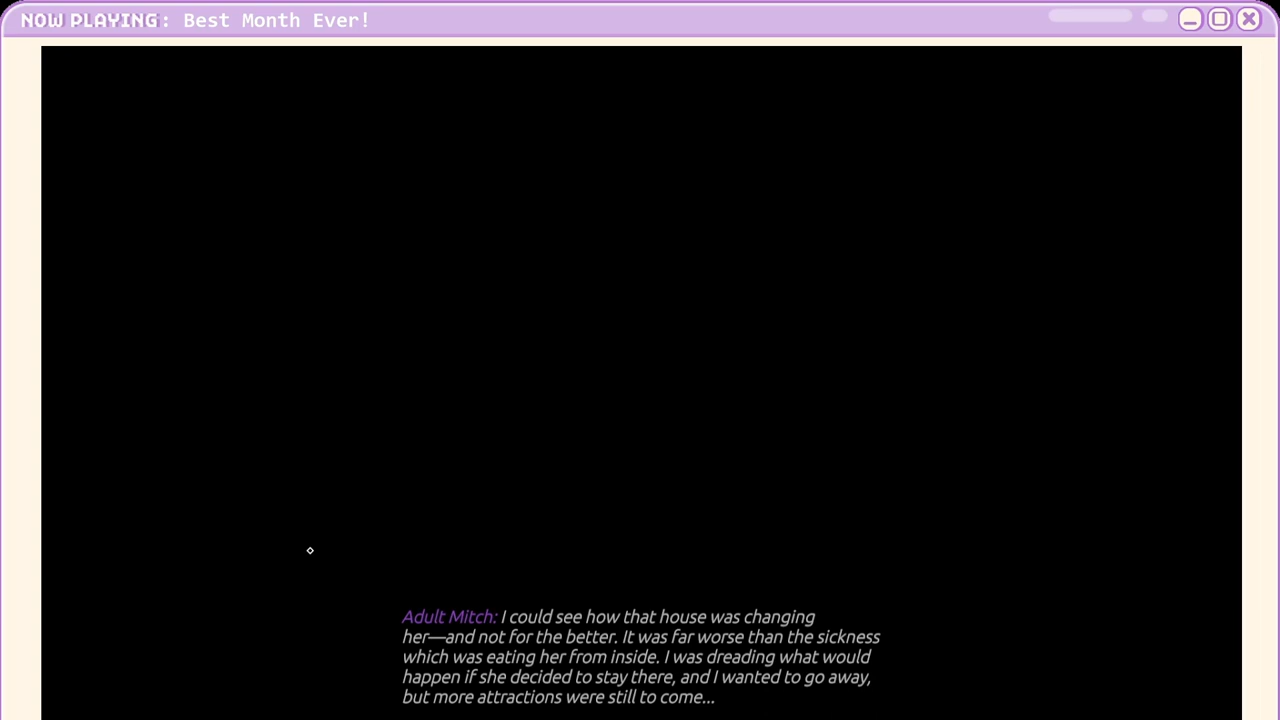 NOW PLAYING: Best Month Ever!
Adult Mitch: I could see how that house was changing
her—and not for the better. It was far worse than the sickness
which was eating her from inside. I was dreading what would
happen if she decided to stay there, and I wanted to go away,
but more attractions were still to come...